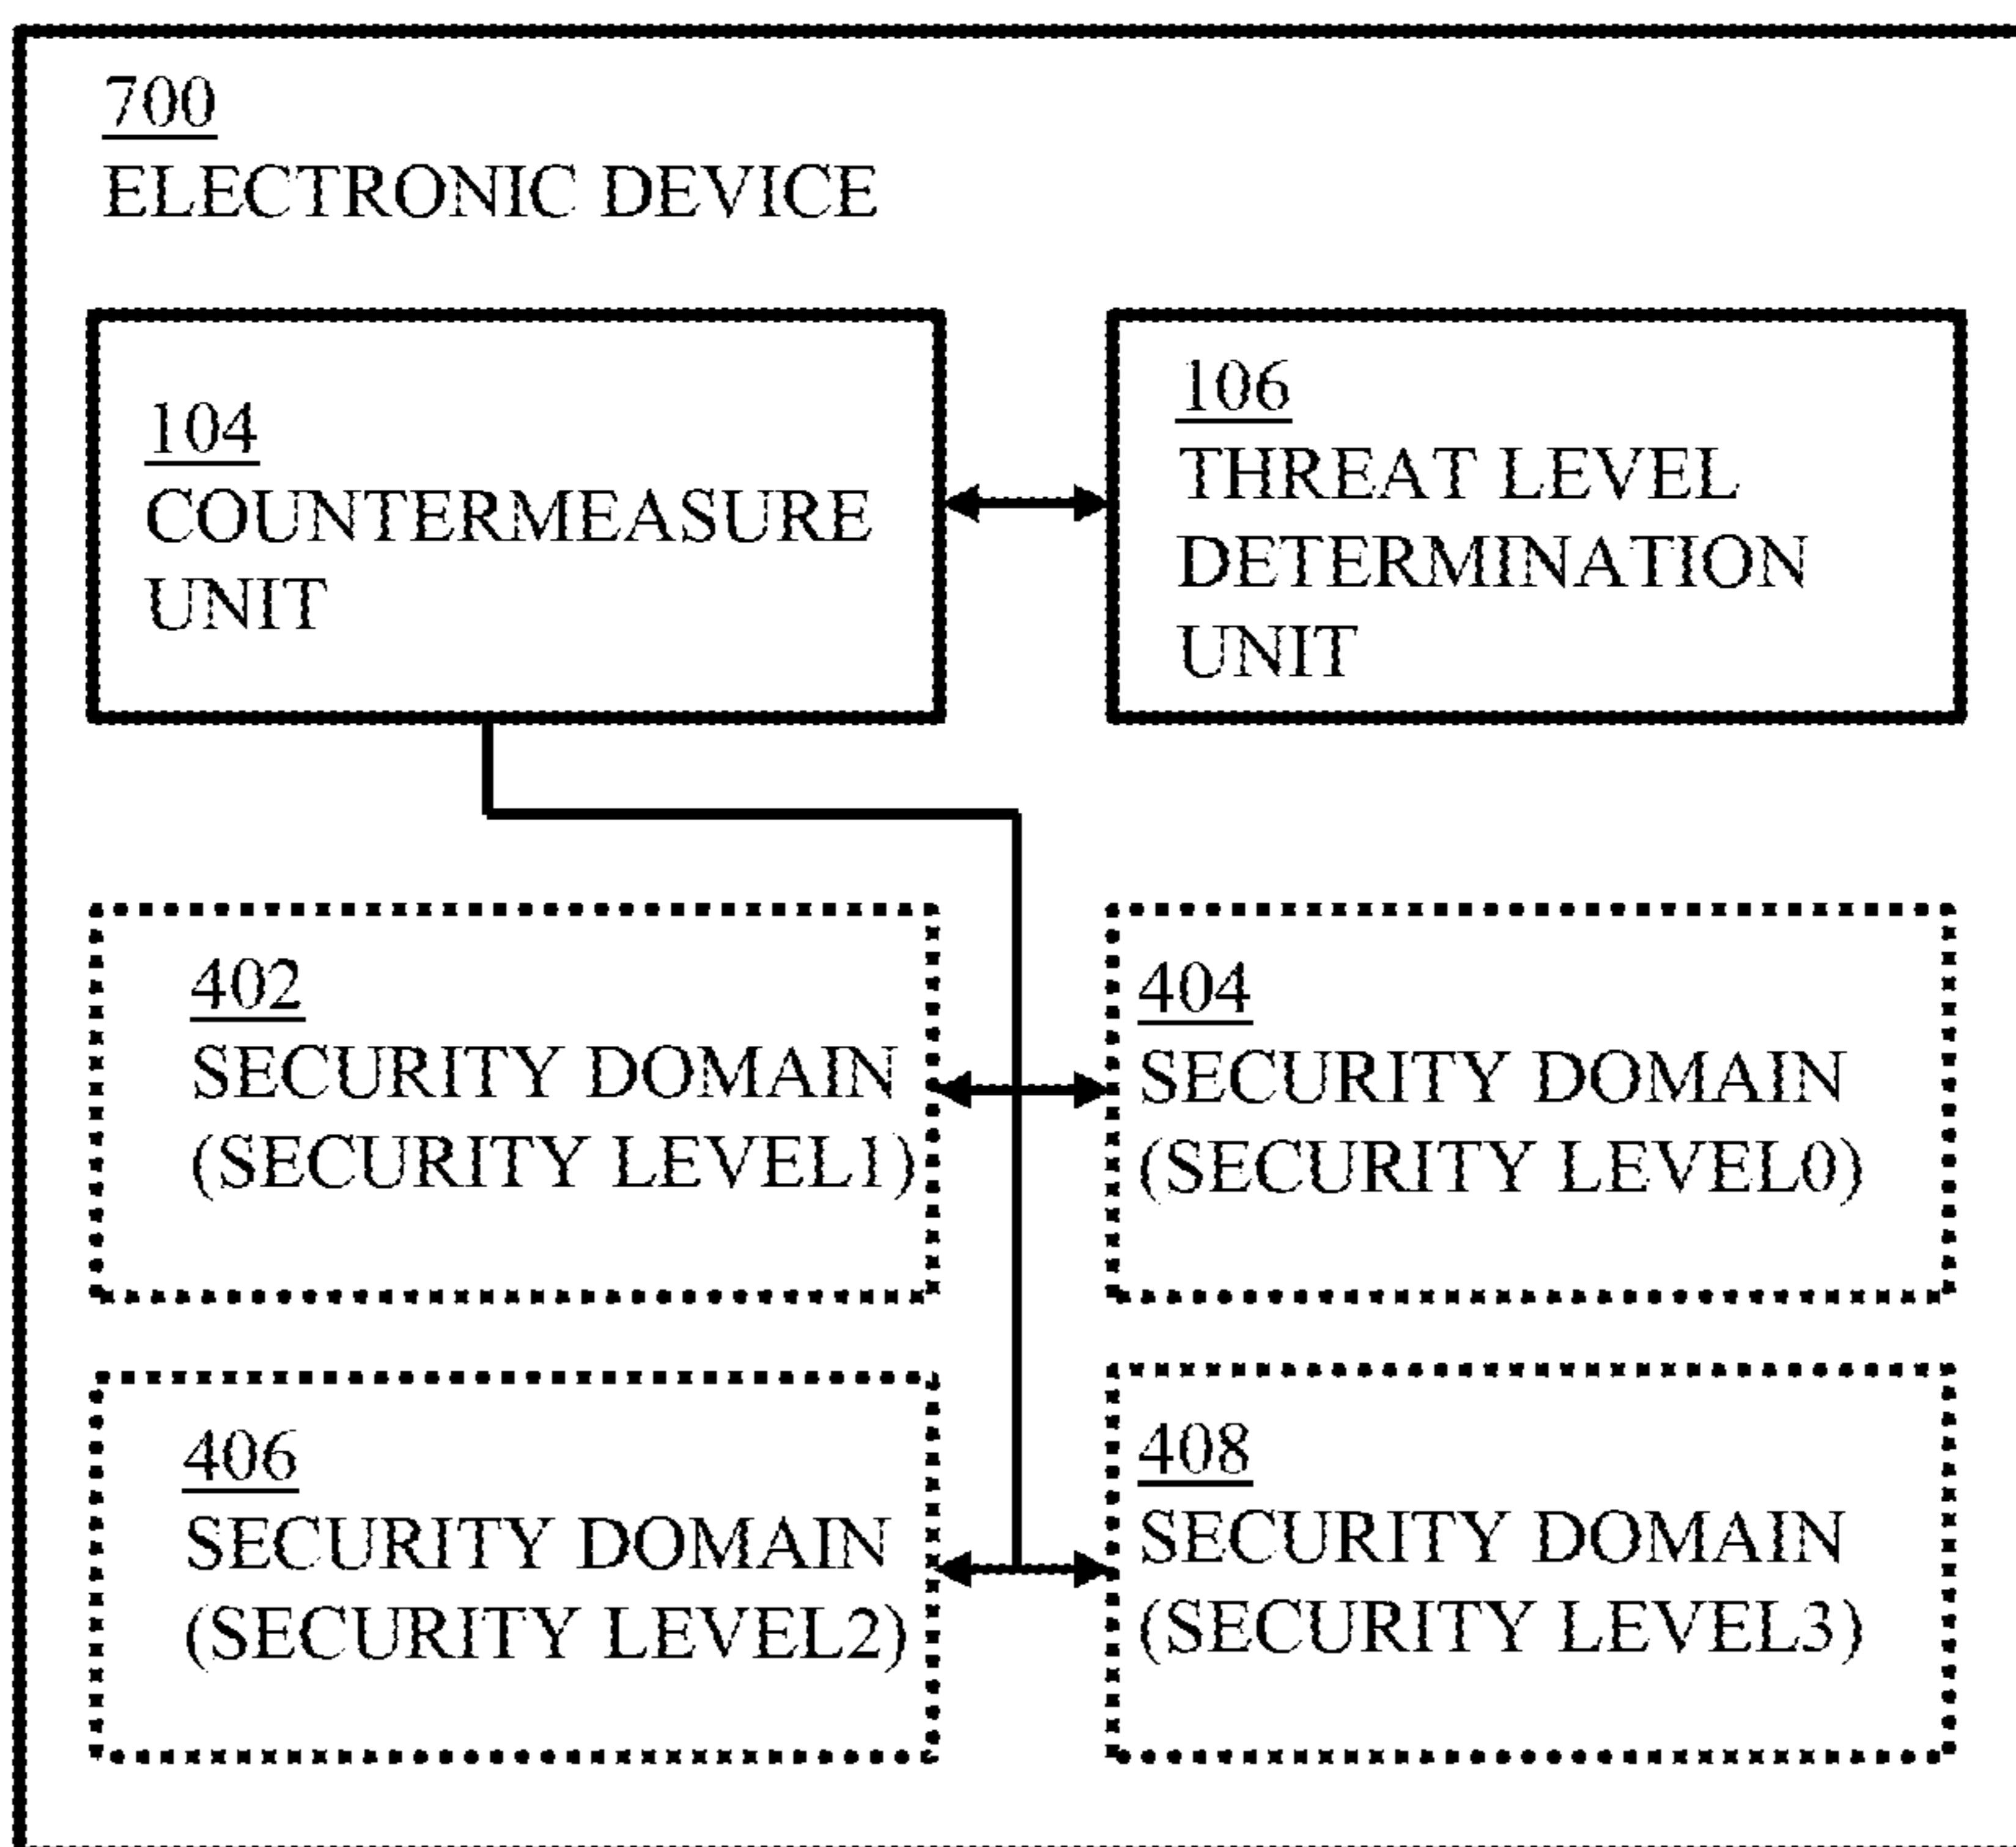 700
ELECTRONIC DEVICE
104
COUNTERMEASURE
UNIT
106
THREAT LEVEL
DETERMINATION
UNIT
402
SECURITY DOMAIN
(SECURITY LEVEL1)
404
SECURITY DOMAIN
(SECURITY LEVEL0)
406
SECURITY DOMAIN
(SECURITY LEVEL2)
408
SECURITY DOMAIN
(SECURITY LEVEL3)